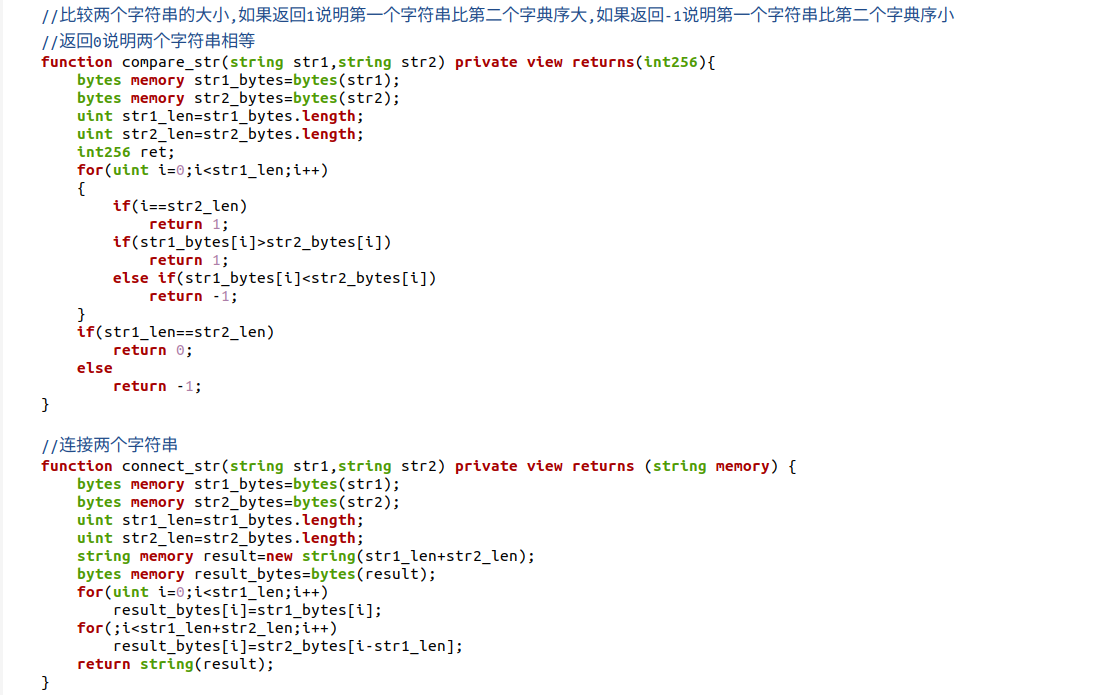 //比较两个字符串的大小,如果返回1说明第一个字符串比第二个字典序大,如果返回-1说明第一个字符串比第二个字典序小
//返回0说明两个字符串相等
function compare_str(string str1,string str2) private view returns(int256){
    bytes memory str1_bytes=bytes(str1);
    bytes memory str2_bytes=bytes(str2);
    uint str1_len=str1_bytes.length;
    uint str2_len=str2_bytes.length;
    int256 ret;
    for(uint i=0;i<str1_len;i++)
    {
        if(i==str2_len)
            return 1;
        if(str1_bytes[i]>str2_bytes[i])
            return 1;
        else if(str1_bytes[i]<str2_bytes[i])
            return -1;
    }
    if(str1_len==str2_len)
        return 0;
    else
        return -1;
}

//连接两个字符串
function connect_str(string str1,string str2) private view returns (string memory) {
    bytes memory str1_bytes=bytes(str1);
    bytes memory str2_bytes=bytes(str2);
    uint str1_len=str1_bytes.length;
    uint str2_len=str2_bytes.length;
    string memory result=new string(str1_len+str2_len);
    bytes memory result_bytes=bytes(result);
    for(uint i=0;i<str1_len;i++)
        result_bytes[i]=str1_bytes[i];
    for(;i<str1_len+str2_len;i++)
        result_bytes[i]=str2_bytes[i-str1_len];
    return string(result);
}